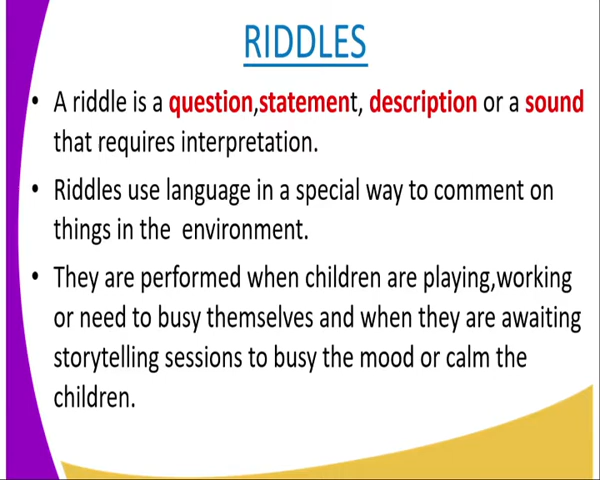 RIDDLES
• A riddle is a question,statement, description or a sound
that requires interpretation.
• Riddles use language in a special way to comment on
things in the  environment.
• They are performed when children are playing,working
or need to busy themselves and when they are awaiting
storytelling sessions to busy the mood or calm the
children.